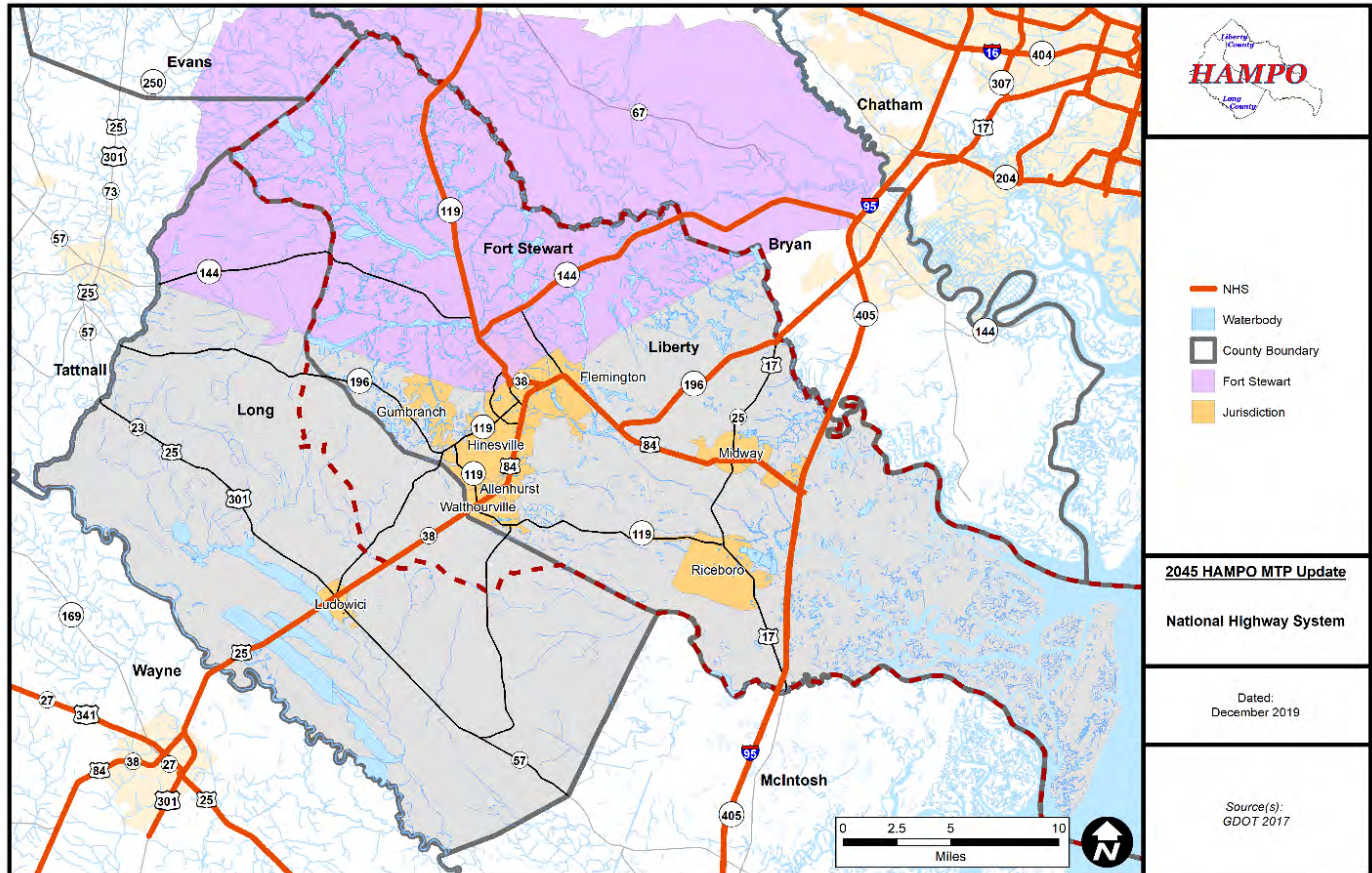 Evans
250
25
301
73
57
25
57
Tattnall
144
119
67
Fort Stewart
144
Chatham
16
404
307
17
204
95
Bryan
405
144
Liberty
17
196
25
38
Flemington
196
Gumbranch
119
Hinesville
84
84
Midway
Long
23
25
301
119
Allenhurst
Walthourville
38
119
Riceboro
17
Ludowici
169
Wayne
25
27
341
84
38
27
301
25
57
95
McIntosh
405
0 2.5 5 10
Miles
N
Liberty
County
HAMPO
Long
County
NHS
Waterbody
County Boundary
Fort Stewart
Jurisdiction
2045 HAMPO MTP Update
National Highway System
Dated:
December 2019
Source(s):
GDOT 2017